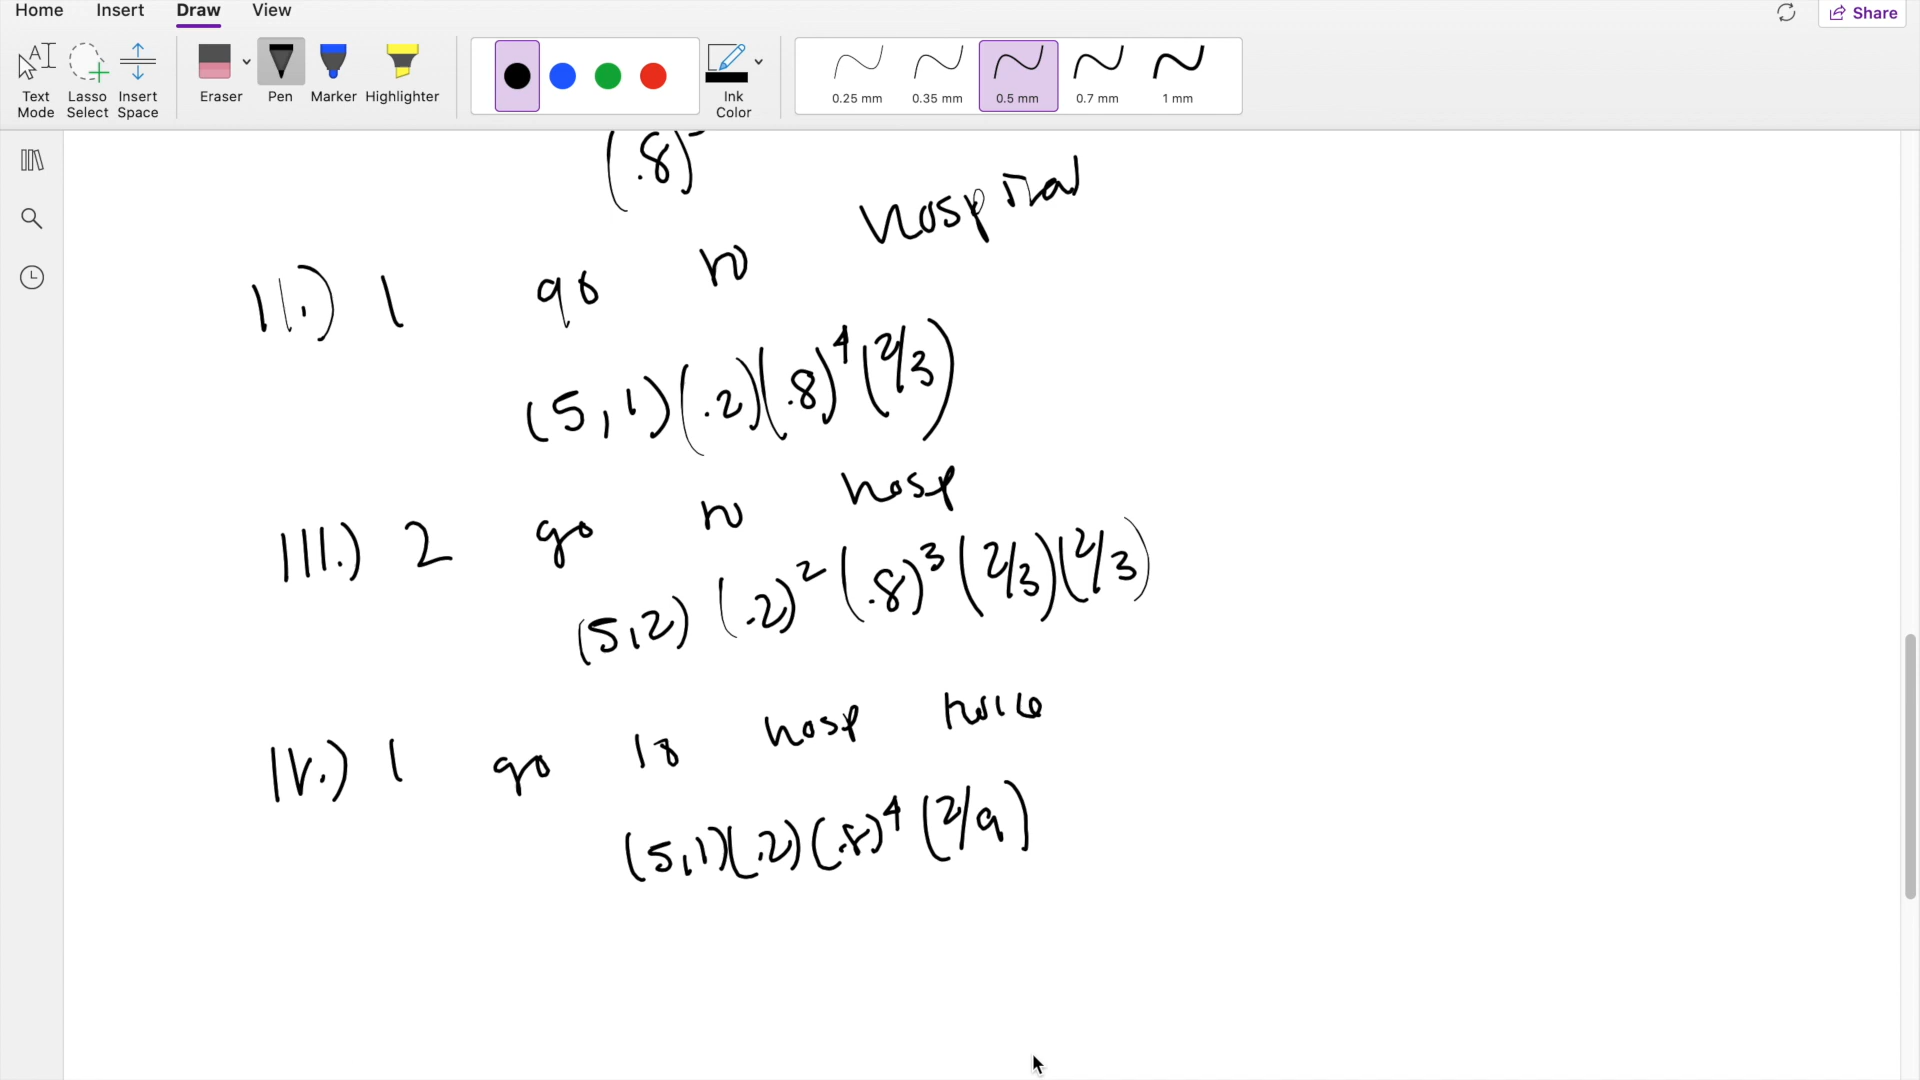 Home Insert Draw View Share
Text Mode Lasso Select Insert Space Eraser Pen Marker Highlighter Ink Color 0.25 mm 0.35 mm 0.5 mm 0.7 mm 1 mm
(.8)
II.) 1 go to hospital
(5,1)(.2)(.8)^4(2/3)
III.) 2 go to hosp
(5,2)(.2)^2(.8)^3(2/3)(2/3)
IV.) 1 go to hosp twice
(5,1)(.2)(.8)^4(2/9)